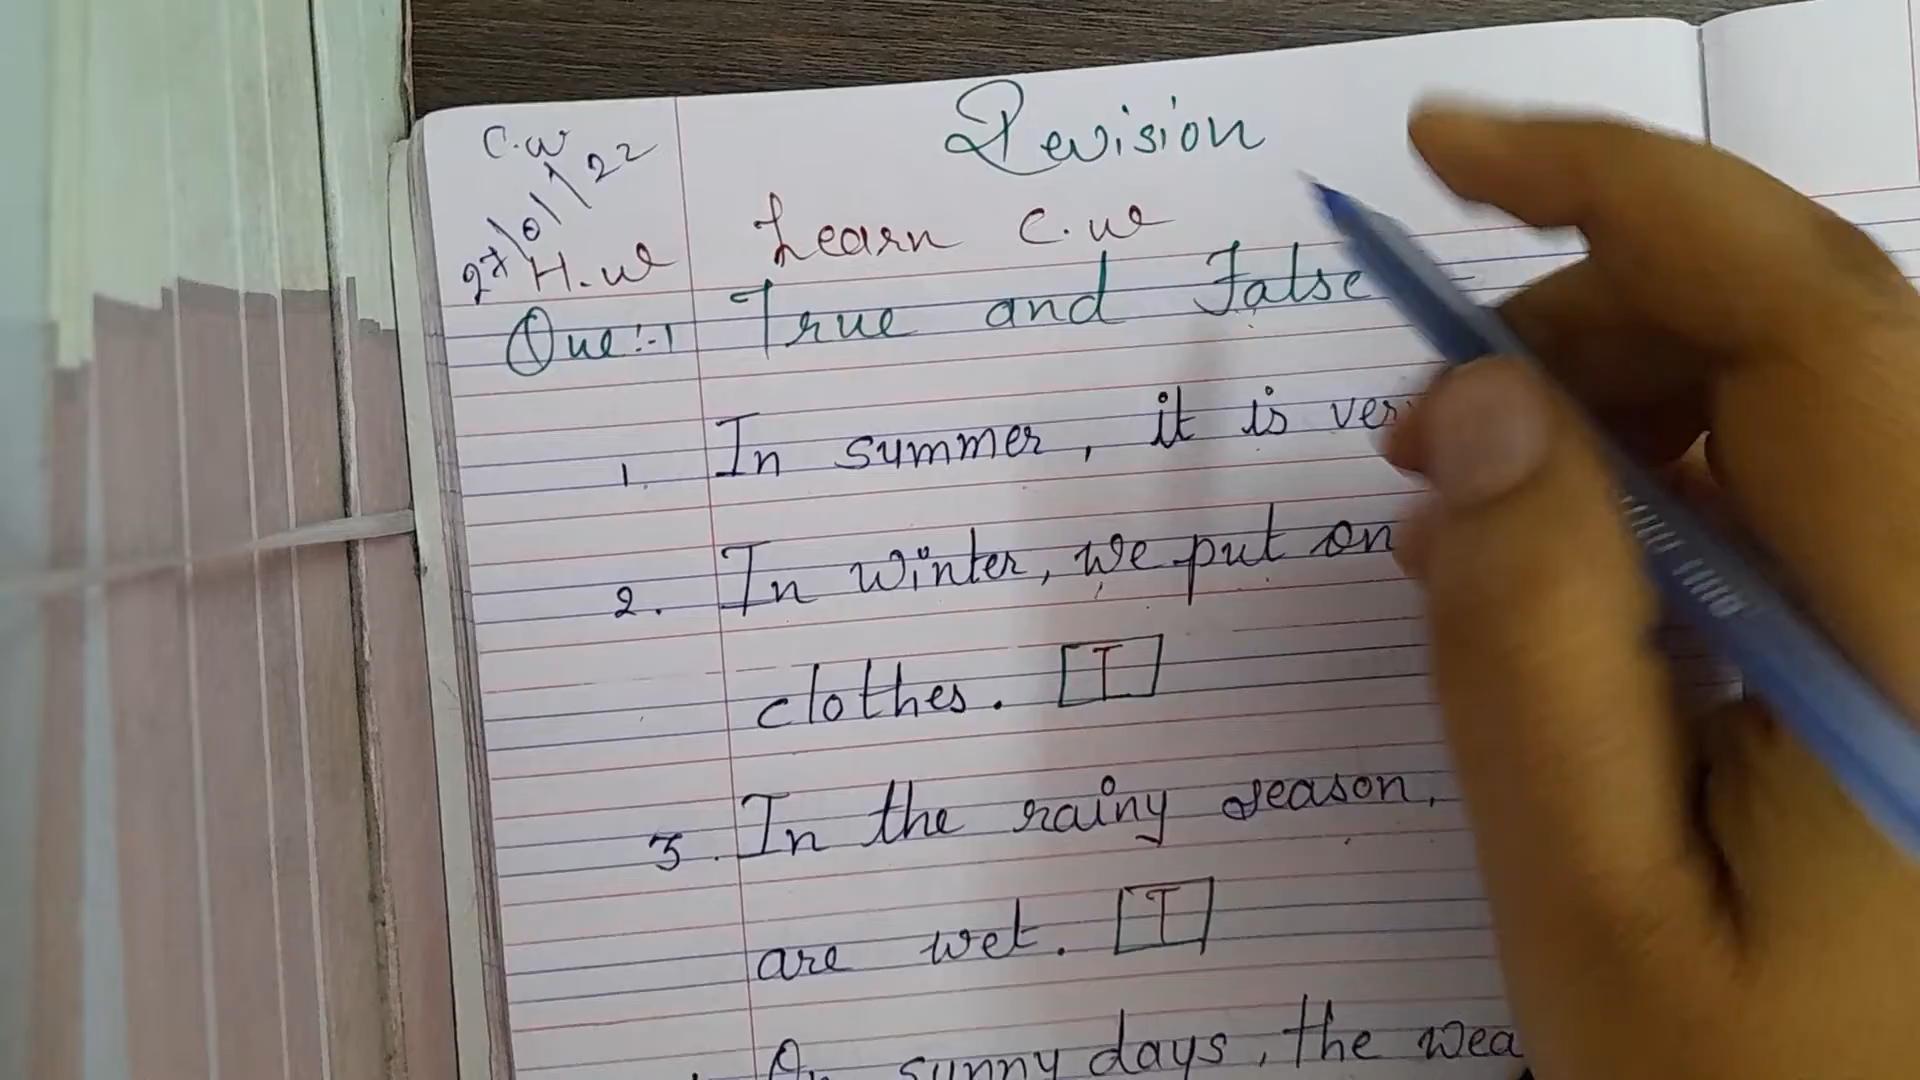 C.W
Revision
27/01/22
H.W Learn C.W
Que:-1 True and False
1. In summer, it is ver
2. In winter, we put on
clothes. [T]
3. In the rainy season,
are wet. [T]
On sunny days, the wea